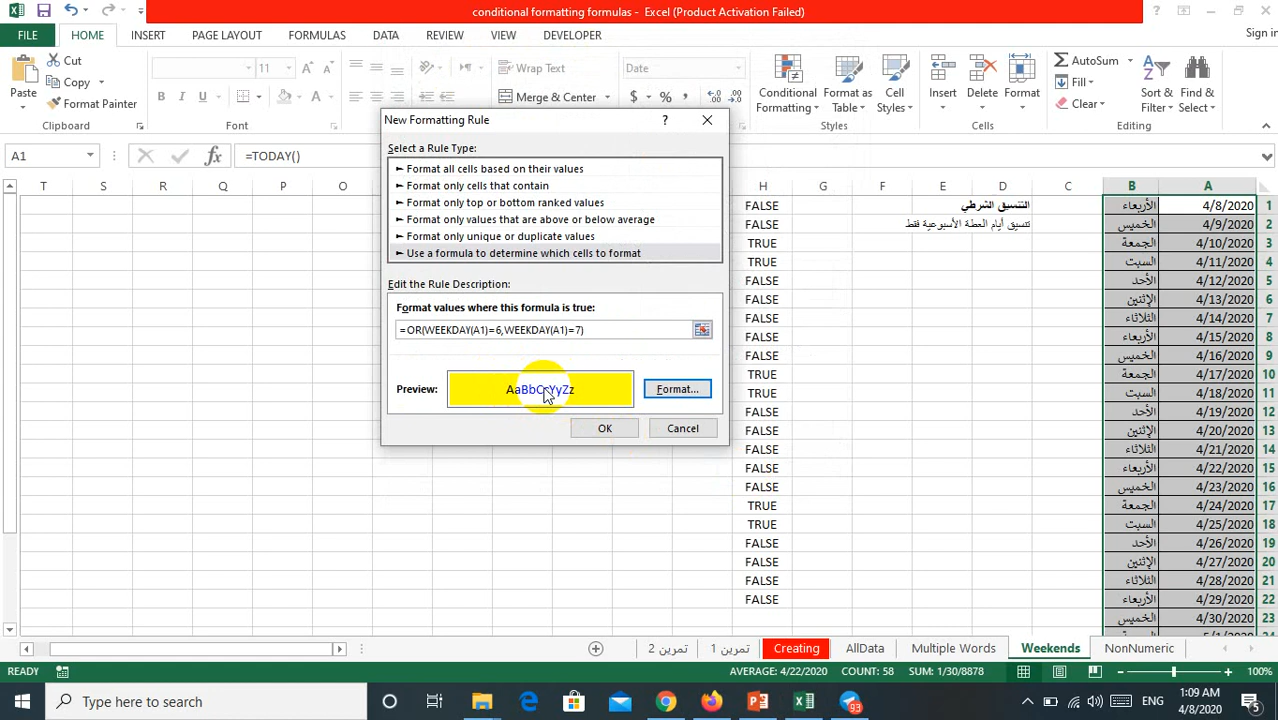 conditional formatting formulas - Excel (Product Activation Failed)
FILE HOME INSERT PAGE LAYOUT FORMULAS DATA REVIEW VIEW DEVELOPER Sign in
Paste Cut Copy Format Painter
Clipboard
11
B I U
Font
Wrap Text
Merge & Center
Date
$ %
Conditional Formatting Format as Table Cell Styles
Styles
Insert Delete Format
Cells
AutoSum Fill Clear
Sort & Filter Find & Select
Editing
A1 fx =TODAY()
T S R Q P O H G F E D C B A
FALSE التنسيق الشرطي الأربعاء 4/8/2020 1
FALSE تنسيق أيام العطة الأسبوعية فقط الخميس 4/9/2020 2
TRUE الجمعة 4/10/2020 3
TRUE السبت 4/11/2020 4
FALSE الأحد 4/12/2020 5
FALSE الإثنين 4/13/2020 6
FALSE الثلاثاء 4/14/2020 7
FALSE الأربعاء 4/15/2020 8
FALSE الخميس 4/16/2020 9
TRUE الجمعة 4/17/2020 10
TRUE السبت 4/18/2020 11
FALSE الأحد 4/19/2020 12
FALSE الإثنين 4/20/2020 13
FALSE الثلاثاء 4/21/2020 14
FALSE الأربعاء 4/22/2020 15
FALSE الخميس 4/23/2020 16
TRUE الجمعة 4/24/2020 17
TRUE السبت 4/25/2020 18
FALSE الأحد 4/26/2020 19
FALSE الإثنين 4/27/2020 20
FALSE الثلاثاء 4/28/2020 21
FALSE الأربعاء 4/29/2020 22
الخميس 4/30/2020 23
5/1/2020 24
New Formatting Rule
Select a Rule Type:
► Format all cells based on their values
► Format only cells that contain
► Format only top or bottom ranked values
► Format only values that are above or below average
► Format only unique or duplicate values
► Use a formula to determine which cells to format
Edit the Rule Description:
Format values where this formula is true:
=OR(WEEKDAY(A1)=6,WEEKDAY(A1)=7)
Preview: AaBbCcYyZz Format...
OK Cancel
تمرين 2 تمرين 1 Creating AllData Multiple Words Weekends NonNumeric
READY AVERAGE: 4/22/2020 COUNT: 58 SUM: 1/30/8878 100%
Type here to search
93
ENG
1:09 AM
4/8/2020
5